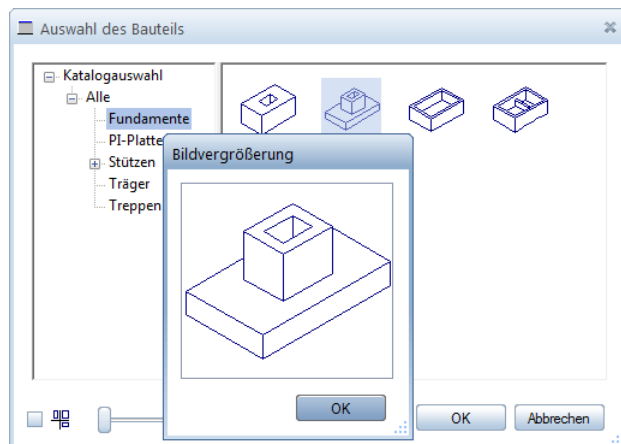 Auswahl des Bauteils
Katalogauswahl
Alle
Fundamente
PI-Platte
Stützen
Träger
Treppen
Bildvergrößerung
OK
OK
Abbrechen